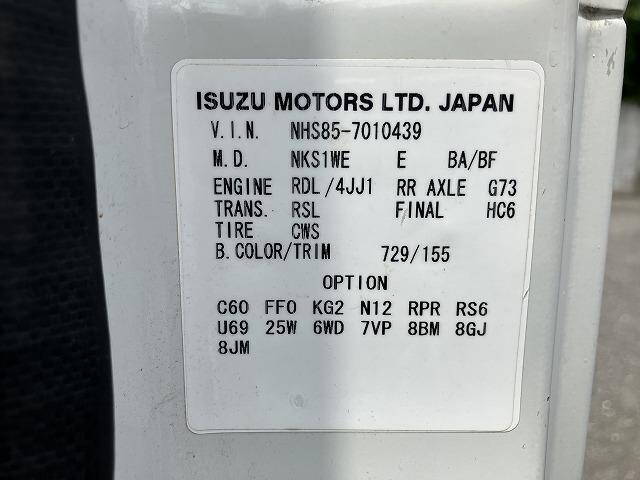 ISUZU MOTORS LTD. JAPAN
V.I.N. NHS85-7010439
M.D. NKS1WE E BA/BF
ENGINE RDL/4JJ1 RR AXLE G73
TRANS. RSL FINAL HC6
TIRE CWS
B.COLOR/TRIM 729/155
OPTION
C60 FF0 KG2 N12 RPR RS6
U69 25W 6WD 7VP 8BM 8GJ
8JM